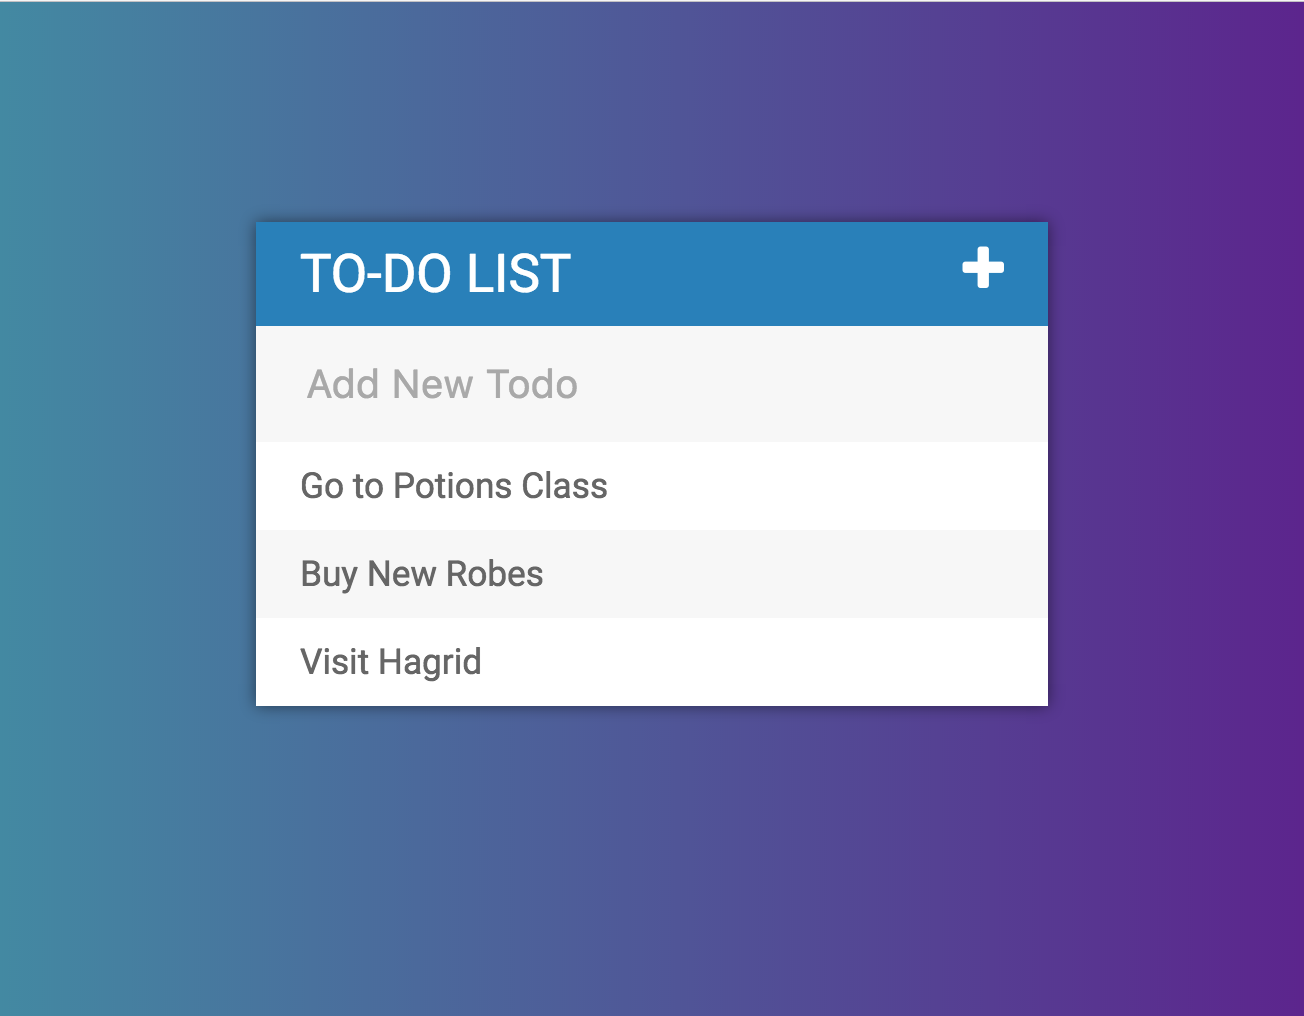 TO-DO LIST
Add New Todo
Go to Potions Class
Buy New Robes
Visit Hagrid